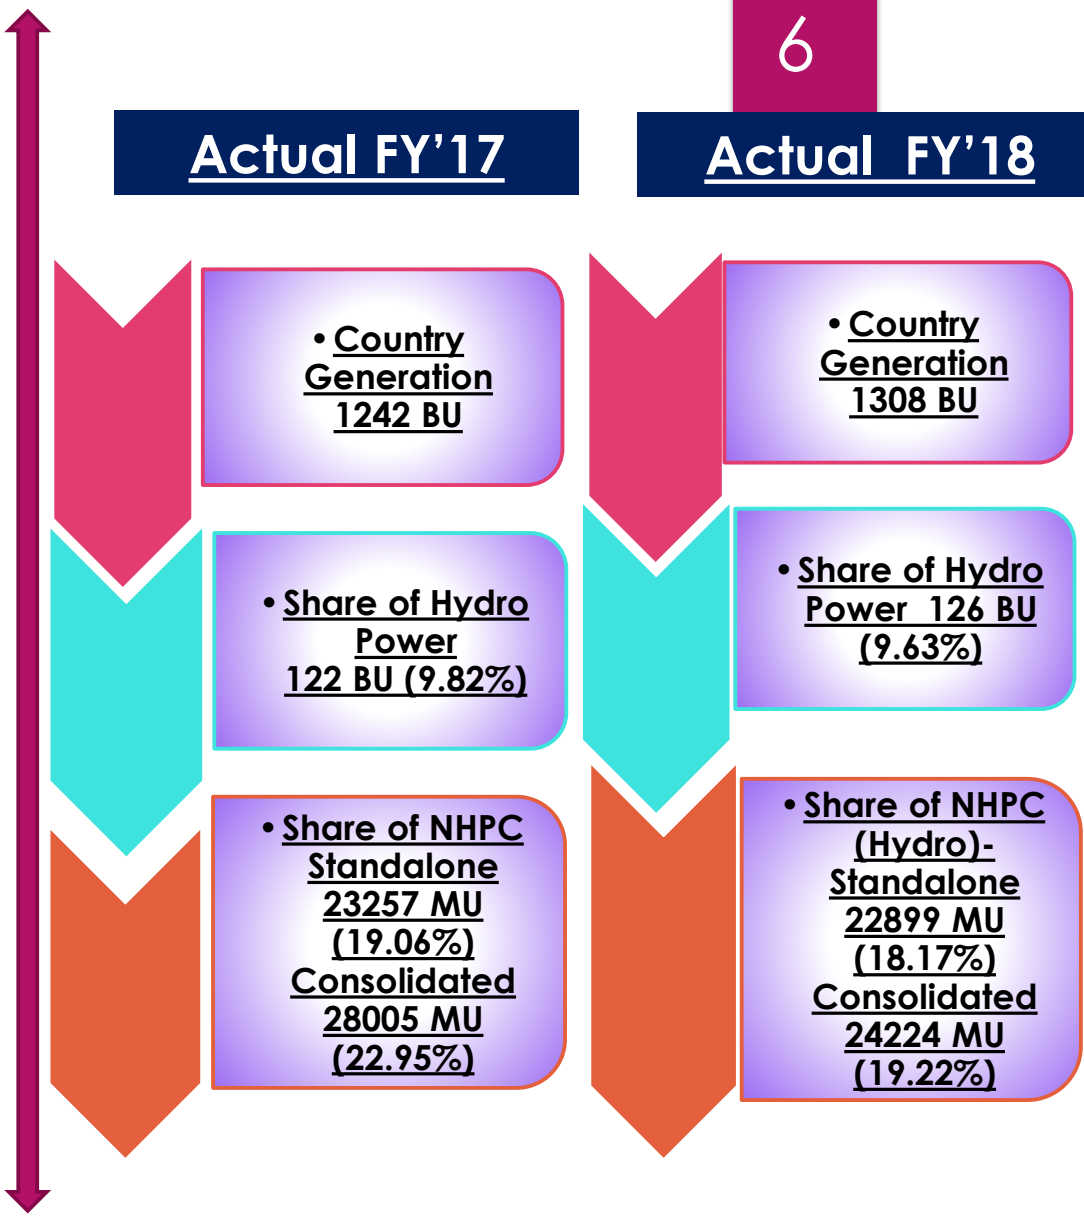 6
Actual FY’17
• Country
Generation
1242 BU
• Share of Hydro
Power
122 BU (9.82%)
• Share of NHPC
Standalone
23257 MU
(19.06%)
Consolidated
28005 MU
(22.95%)
Actual FY’18
• Country
Generation
1308 BU
• Share of Hydro
Power 126 BU
(9.63%)
• Share of NHPC
(Hydro)-
Standalone
22899 MU
(18.17%)
Consolidated
24224 MU
(19.22%)